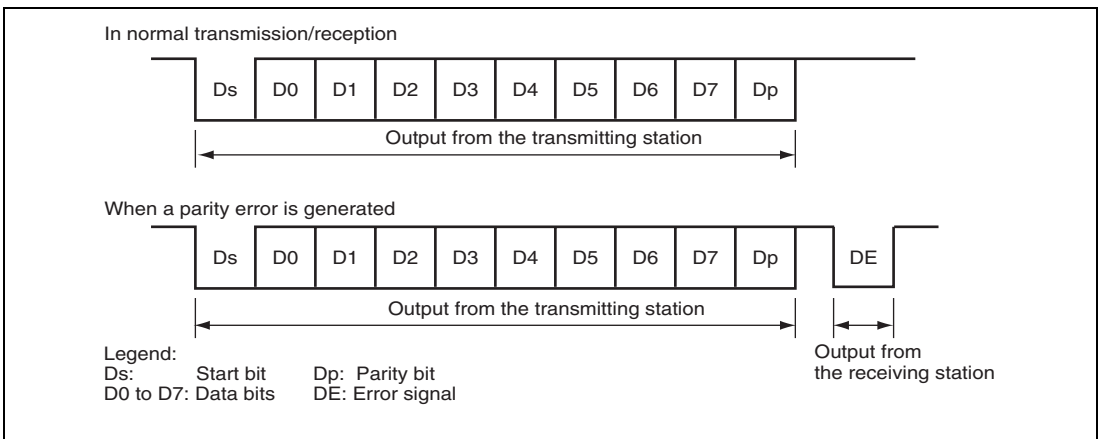 In normal transmission/reception
Ds D0 D1 D2 D3 D4 D5 D6 D7 Dp
Output from the transmitting station
When a parity error is generated
Ds D0 D1 D2 D3 D4 D5 D6 D7 Dp DE
Output from the transmitting station
Output from
the receiving station
Legend:
Ds: Start bit Dp: Parity bit
D0 to D7: Data bits DE: Error signal